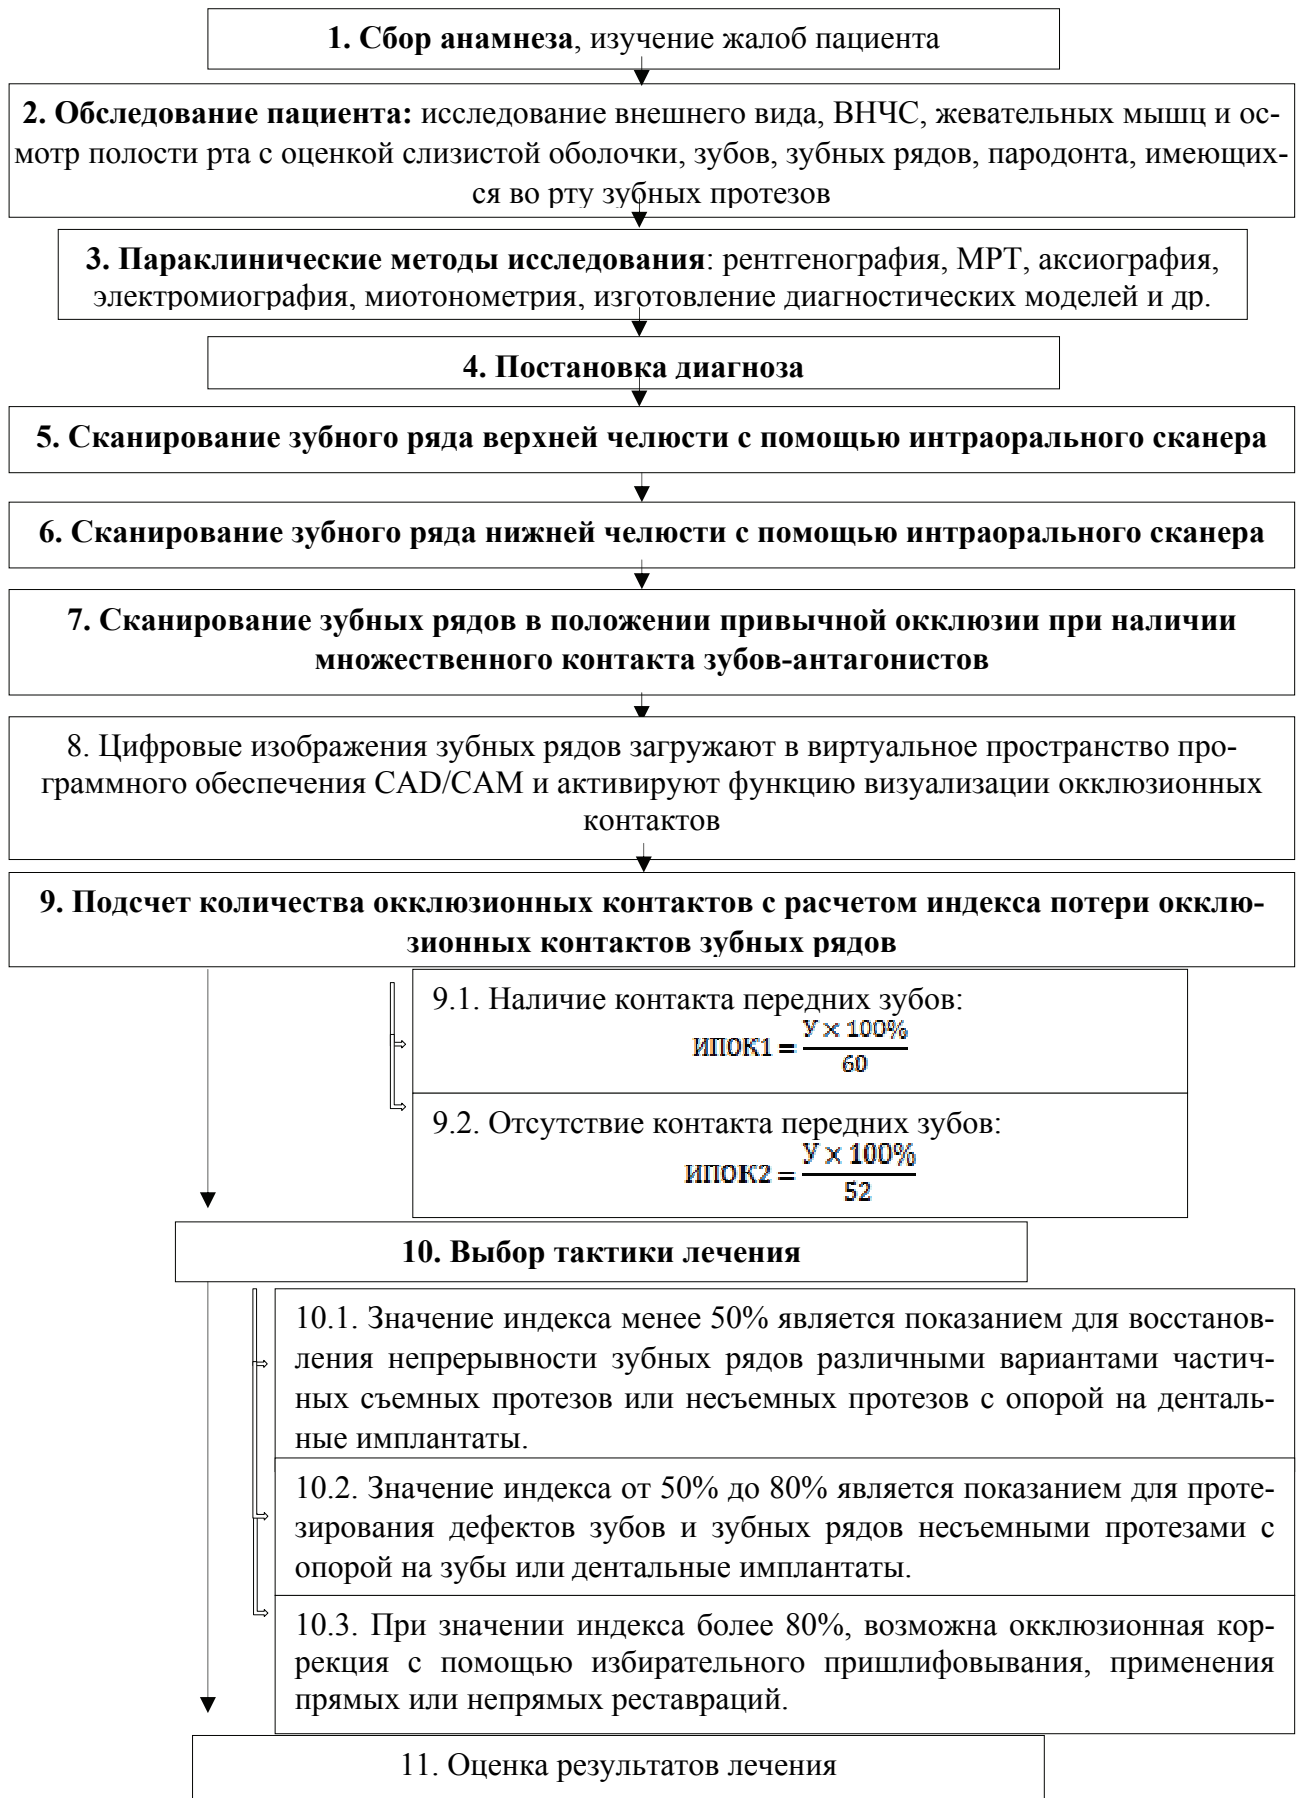 1. Сбор анамнеза, изучение жалоб пациента
2. Обследование пациента: исследование внешнего вида, ВНЧС, жевательных мышц и ос-
мотр полости рта с оценкой слизистой оболочки, зубов, зубных рядов, пародонта, имеющих-
ся во рту зубных протезов
3. Параклинические методы исследования: рентгенография, МРТ, аксиография,
электромиография, миотонометрия, изготовление диагностических моделей и др.
4. Постановка диагноза
5. Сканирование зубного ряда верхней челюсти с помощью интраорального сканера
6. Сканирование зубного ряда нижней челюсти с помощью интраорального сканера
7. Сканирование зубных рядов в положении привычной окклюзии при наличии
множественного контакта зубов-антагонистов
8. Цифровые изображения зубных рядов загружают в виртуальное пространство про-
граммного обеспечения CAD/CAM и активируют функцию визуализации окклюзионных
контактов
9. Подсчет количества окклюзионных контактов с расчетом индекса потери окклю-
зионных контактов зубных рядов
9.1. Наличие контакта передних зубов:
ИПОК1 = У × 100% / 60
9.2. Отсутствие контакта передних зубов:
ИПОК2 = У × 100% / 52
10. Выбор тактики лечения
10.1. Значение индекса менее 50% является показанием для восстанов-
ления непрерывности зубных рядов различными вариантами частич-
ных съемных протезов или несъемных протезов с опорой на денталь-
ные имплантаты.
10.2. Значение индекса от 50% до 80% является показанием для проте-
зирования дефектов зубов и зубных рядов несъемными протезами с
опорой на зубы или дентальные имплантаты.
10.3. При значении индекса более 80%, возможна окклюзионная кор-
рекция с помощью избирательного пришлифовывания, применения
прямых или непрямых реставраций.
11. Оценка результатов лечения